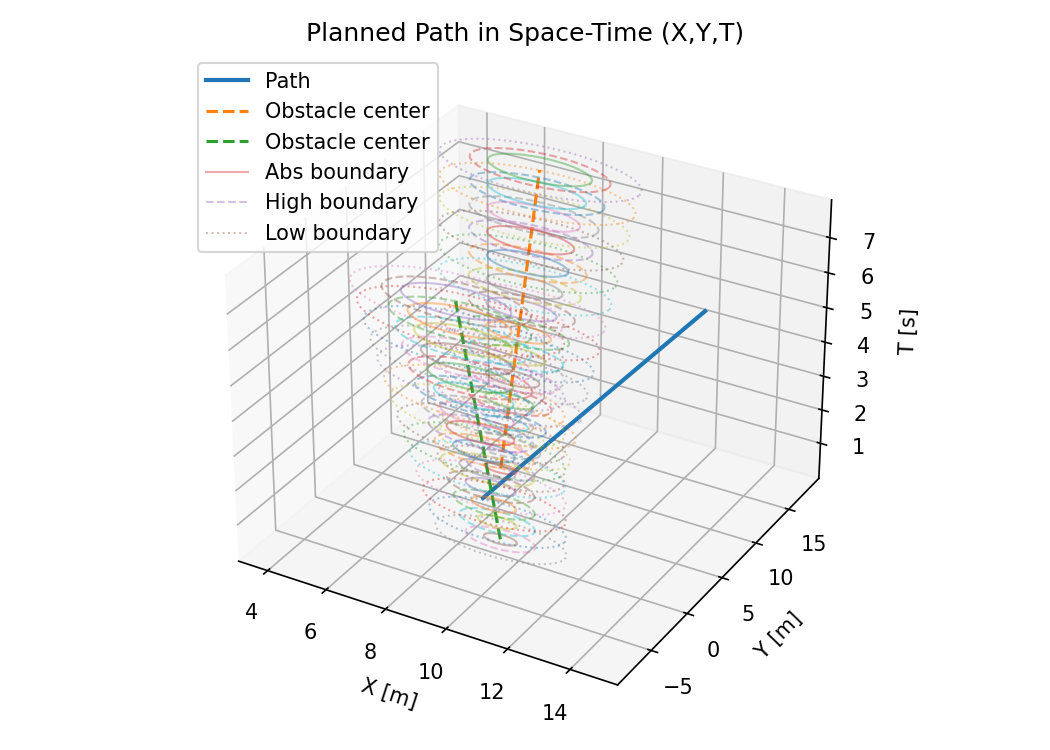 Planned Path in Space-Time (X,Y,T)
Path
Obstacle center
Obstacle center
Abs boundary
High boundary
Low boundary
7
6
5
4
3
2
1
T [s]
15
10
5
0
−5
Y [m]
4
6
8
10
12
14
X [m]